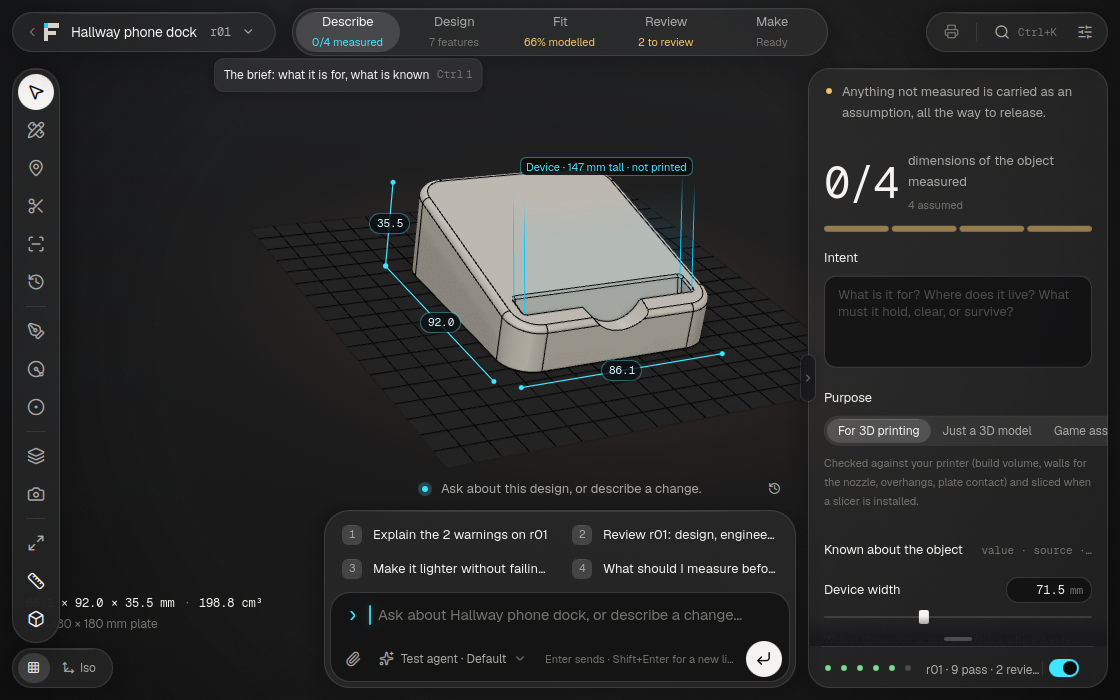 Hallway phone dock r01
Describe
0/4 measured
Design
7 features
Fit
66% modelled
Review
2 to review
Make
Ready
Ctrl+K
The brief: what it is for, what is known Ctrl 1
Device · 147 mm tall · not printed
35.5
92.0
86.1
Anything not measured is carried as an
assumption, all the way to release.
0/4
dimensions of the object
measured
4 assumed
Intent
What is it for? Where does it live? What
must it hold, clear, or survive?
Purpose
For 3D printing
Just a 3D model
Game ass
Checked against your printer (build volume, walls for
the nozzle, overhangs, plate contact) and sliced when
a slicer is installed.
Known about the object value · source ·…
Device width 71.5 mm
Ask about this design, or describe a change.
1 Explain the 2 warnings on r01
2 Review r01: design, enginee…
3 Make it lighter without failin…
4 What should I measure befo…
Ask about Hallway phone dock, or describe a change…
Test agent · Default
Enter sends · Shift+Enter for a new li…
× 92.0 × 35.5 mm · 198.8 cm³
80 × 180 mm plate
Iso
r01 · 9 pass · 2 revie…